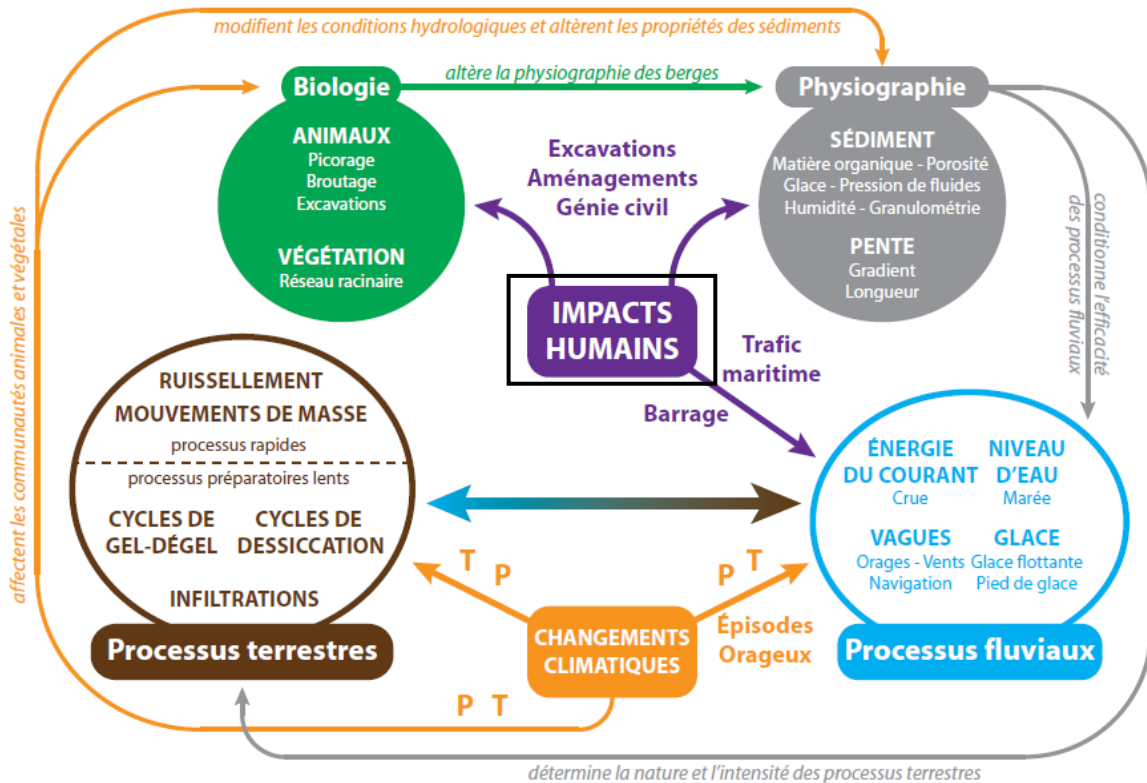 modifient les conditions hydrologiques et altèrent les propriétés des sédiments
Biologie
altère la physiographie des berges
Physiographie
ANIMAUX
Picorage
Broutage
Excavations
VÉGÉTATION
Réseau racinaire
Excavations
Aménagements
Génie civil
SÉDIMENT
Matière organique - Porosité
Glace - Pression de fluides
Humidité - Granulométrie
PENTE
Gradient
Longueur
conditionne l'efficacité
des processus fluviaux
affectent les communautés animales et végétales
IMPACTS
HUMAINS
Trafic
maritime
Barrage
RUISSELLEMENT
MOUVEMENTS DE MASSE
processus rapides
processus préparatoires lents
CYCLES DE
GEL-DÉGEL
CYCLES DE
DESSICCATION
INFILTRATIONS
Processus terrestres
ÉNERGIE
DU COURANT
Crue
NIVEAU
D'EAU
Marée
VAGUES
Orages - Vents
Navigation
GLACE
Glace flottante
Pied de glace
Processus fluviaux
T P
P T
CHANGEMENTS
CLIMATIQUES
Épisodes
Orageux
P T
détermine la nature et l'intensité des processus terrestres